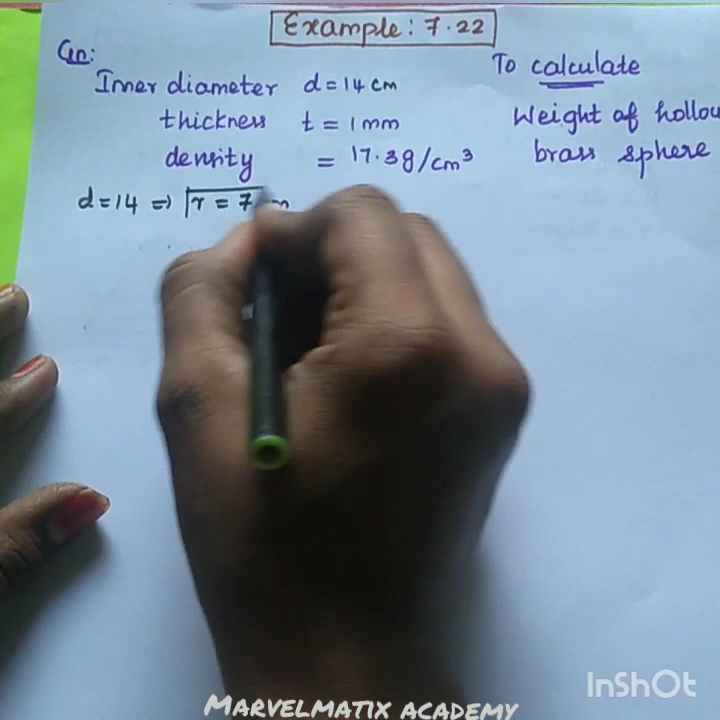 Example: 7.22
Gn:
Inner diameter d = 14 cm
thickness t = 1 mm
density = 17.3 g/cm³
To calculate
Weight of hollow
brass sphere
d = 14 ⇒ r = 7
MARVELMATIX ACADEMY
InShOt